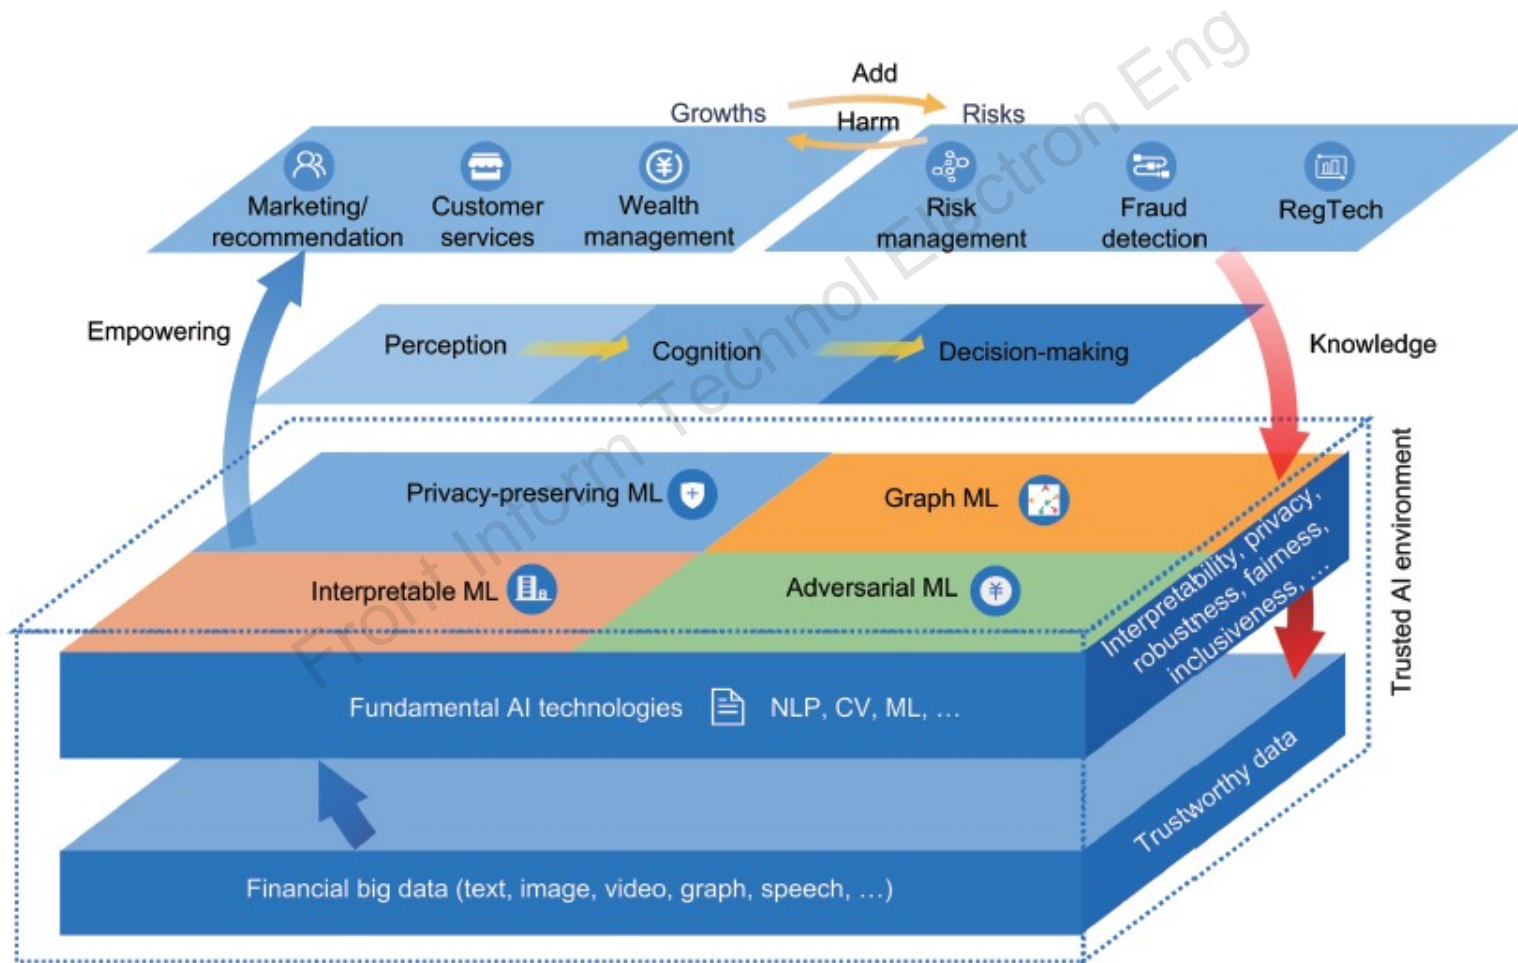 Add
Growths
Harm
Risks
Marketing/
recommendation
Customer
services
Wealth
management
Risk
management
Fraud
detection
RegTech
Empowering
Perception
Cognition
Decision-making
Knowledge
Privacy-preserving ML
Graph ML
Interpretable ML
Adversarial ML
Interpretability, privacy,
robustness, fairness,
inclusiveness, …
Trusted AI environment
Fundamental AI technologies
NLP, CV, ML, …
Trustworthy data
Financial big data (text, image, video, graph, speech, …)
Front Inform Technol Electron Eng